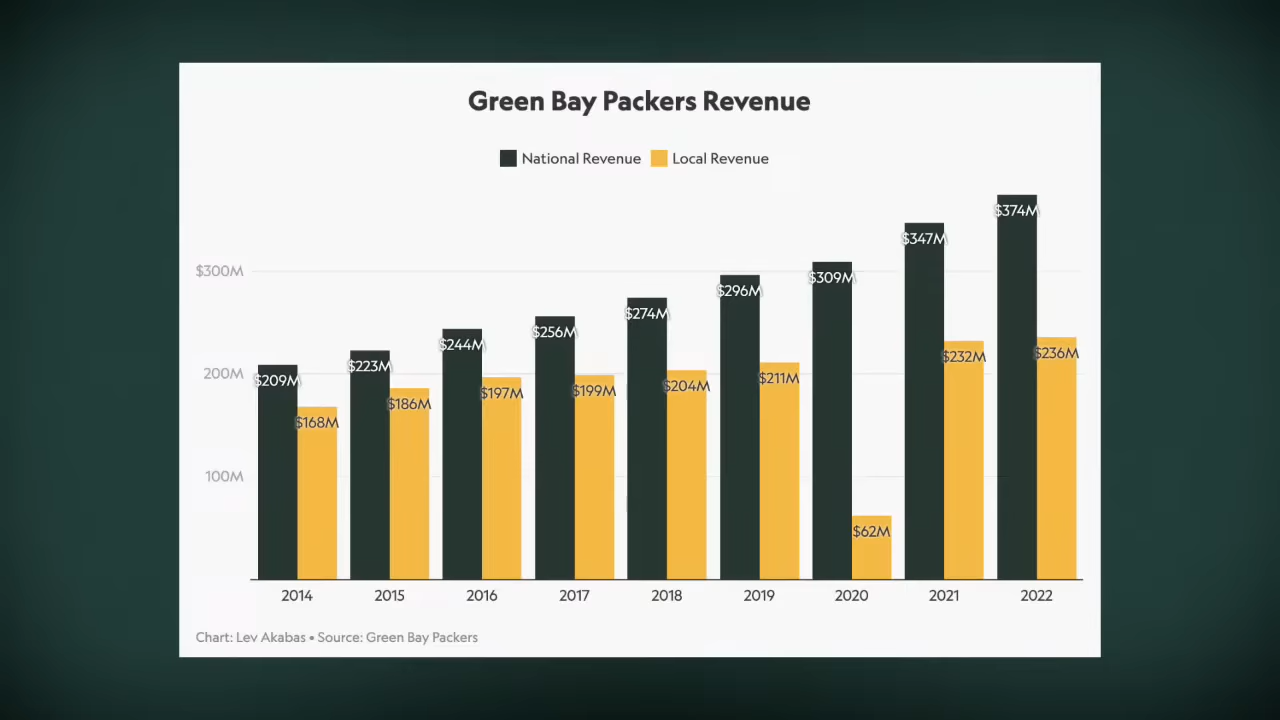 Green Bay Packers Revenue
National Revenue Local Revenue
$374M
$347M
$300M
$309M
$296M
$274M
$256M
$244M
$236M
$232M
$223M
200M
$209M
$211M
$204M
$199M
$197M
$186M
$168M
100M
$62M
2014 2015 2016 2017 2018 2019 2020 2021 2022
Chart: Lev Akabas • Source: Green Bay Packers